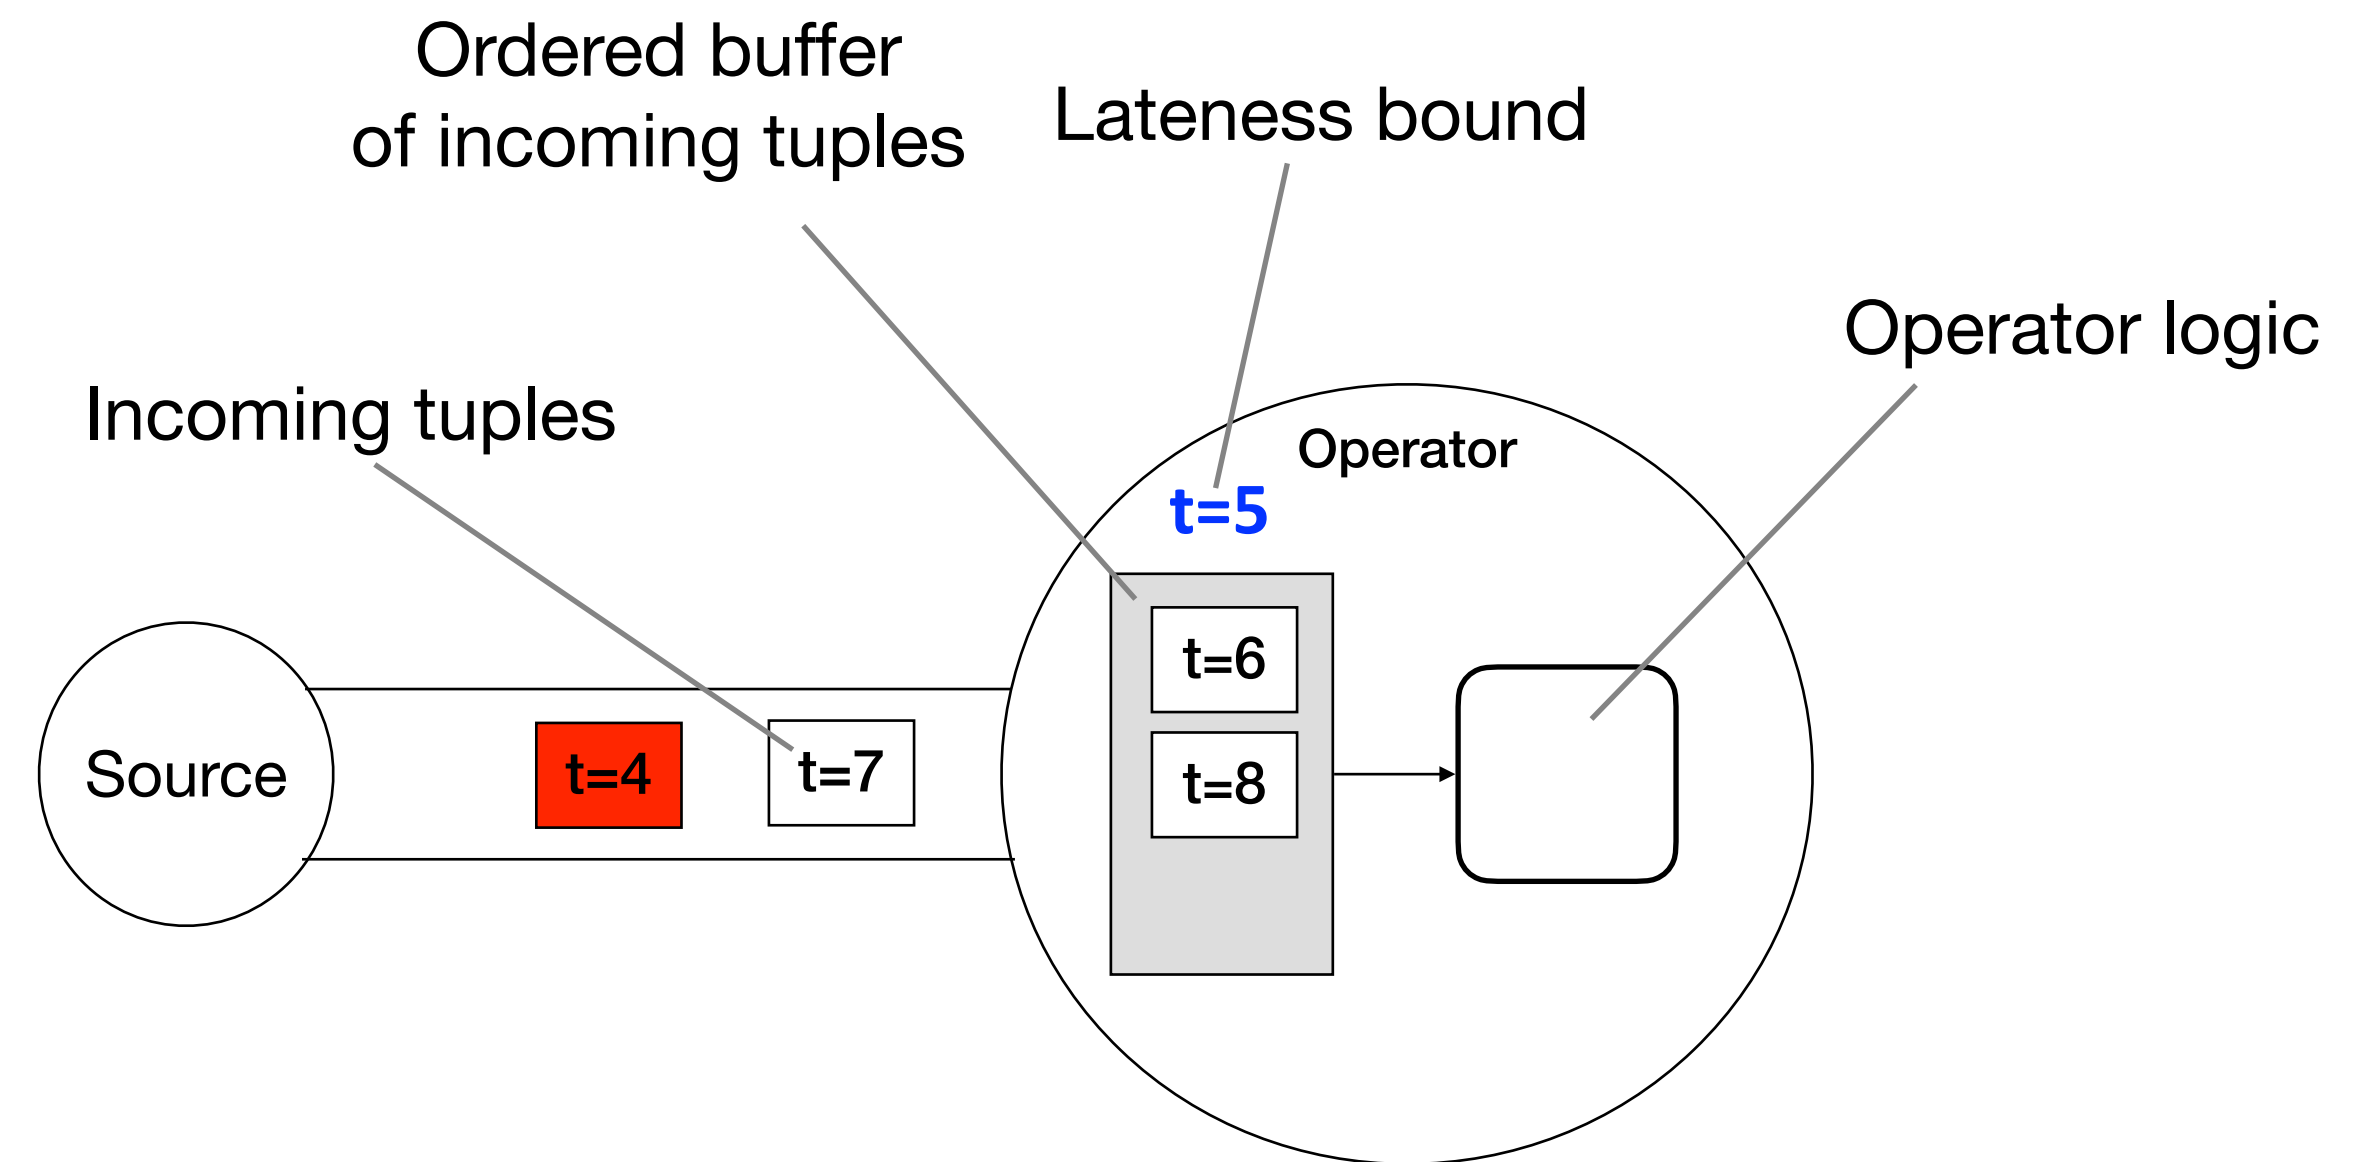 Ordered buffer
of incoming tuples
Lateness bound
Operator logic
Incoming tuples
Operator
t=5
t=6
t=8
Source
t=4
t=7